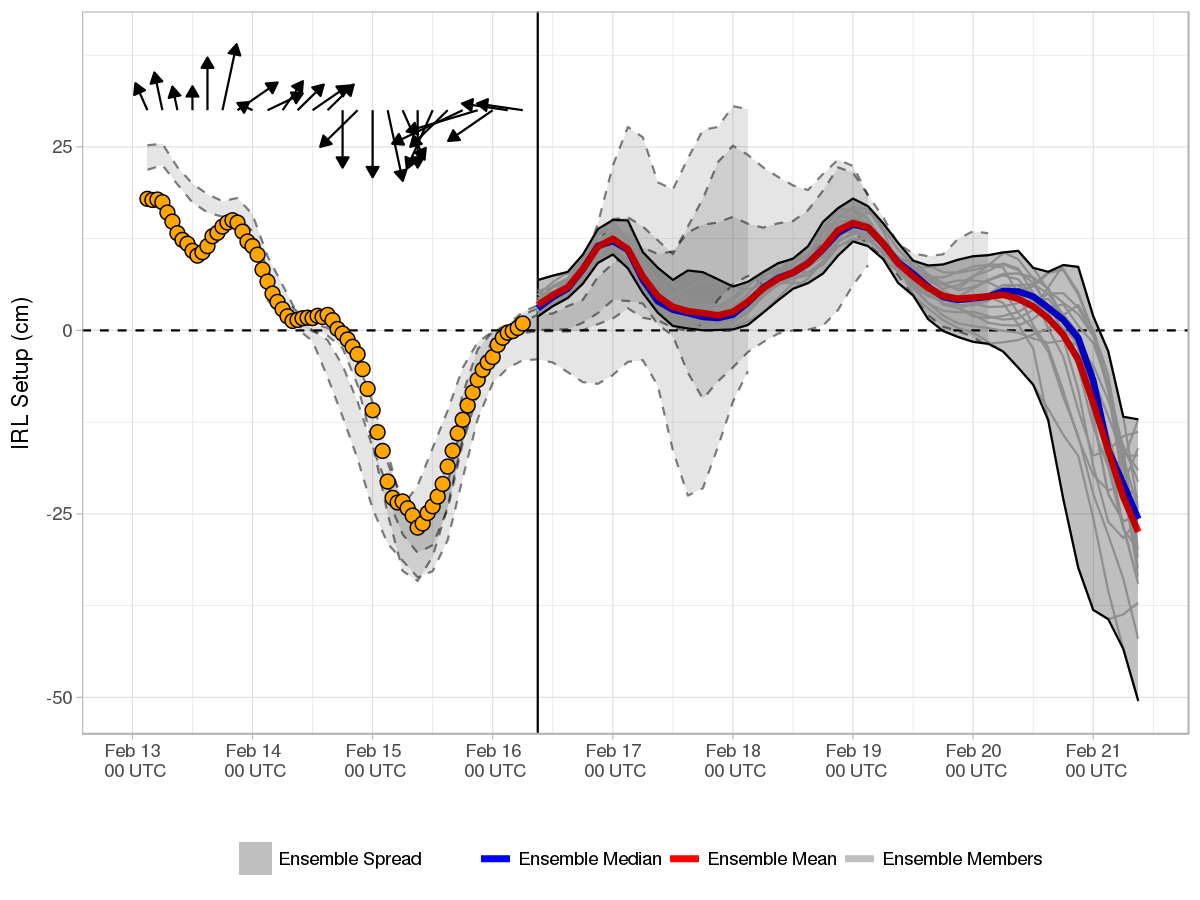 IRL Setup (cm)
25
0
-25
-50
Feb 13 Feb 14 Feb 15 Feb 16 Feb 17 Feb 18 Feb 19 Feb 20 Feb 21
00 UTC 00 UTC 00 UTC 00 UTC 00 UTC 00 UTC 00 UTC 00 UTC 00 UTC
Ensemble Spread Ensemble Median Ensemble Mean Ensemble Members